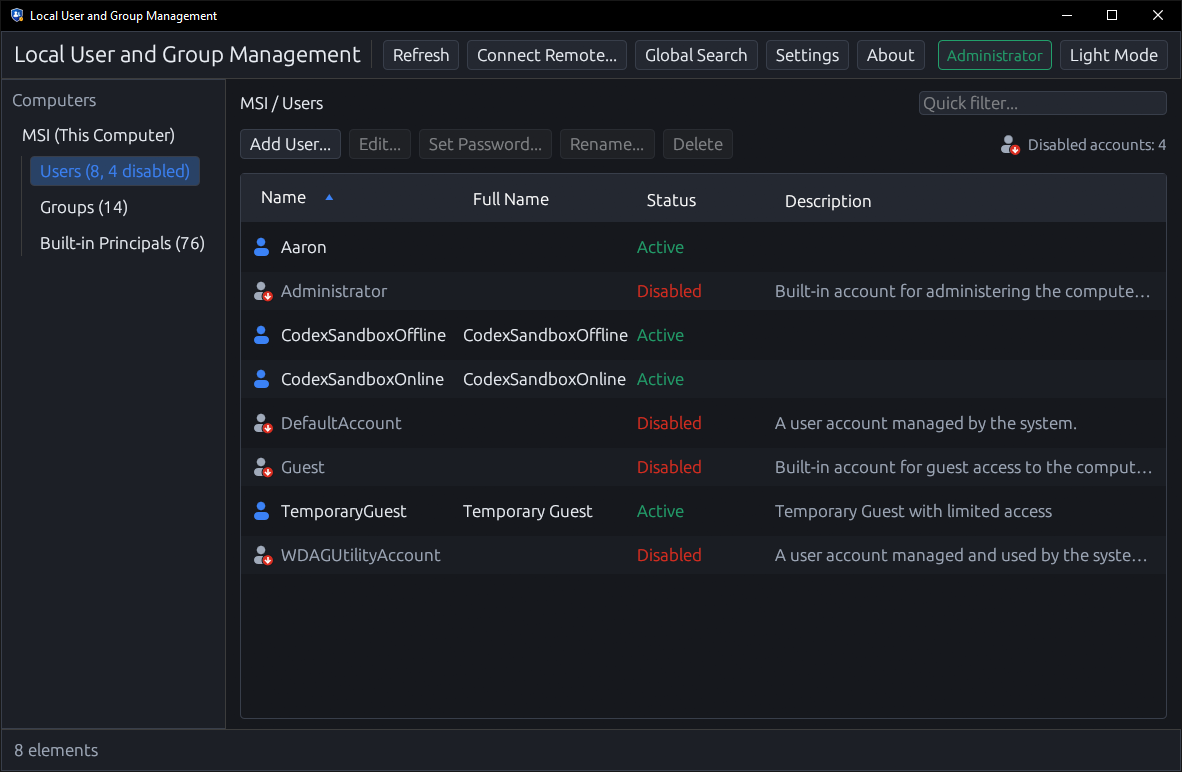 Local User and Group Management
Local User and Group Management Refresh Connect Remote... Global Search Settings About Administrator Light Mode
Computers
MSI (This Computer)
Users (8, 4 disabled)
Groups (14)
Built-in Principals (76)
MSI / Users Quick filter...
Add User... Edit... Set Password... Rename... Delete Disabled accounts: 4
Name Full Name Status Description
Aaron Active
Administrator Disabled Built-in account for administering the compute...
CodexSandboxOffline CodexSandboxOffline Active
CodexSandboxOnline CodexSandboxOnline Active
DefaultAccount Disabled A user account managed by the system.
Guest Disabled Built-in account for guest access to the comput...
TemporaryGuest Temporary Guest Active Temporary Guest with limited access
WDAGUtilityAccount Disabled A user account managed and used by the syste...
8 elements